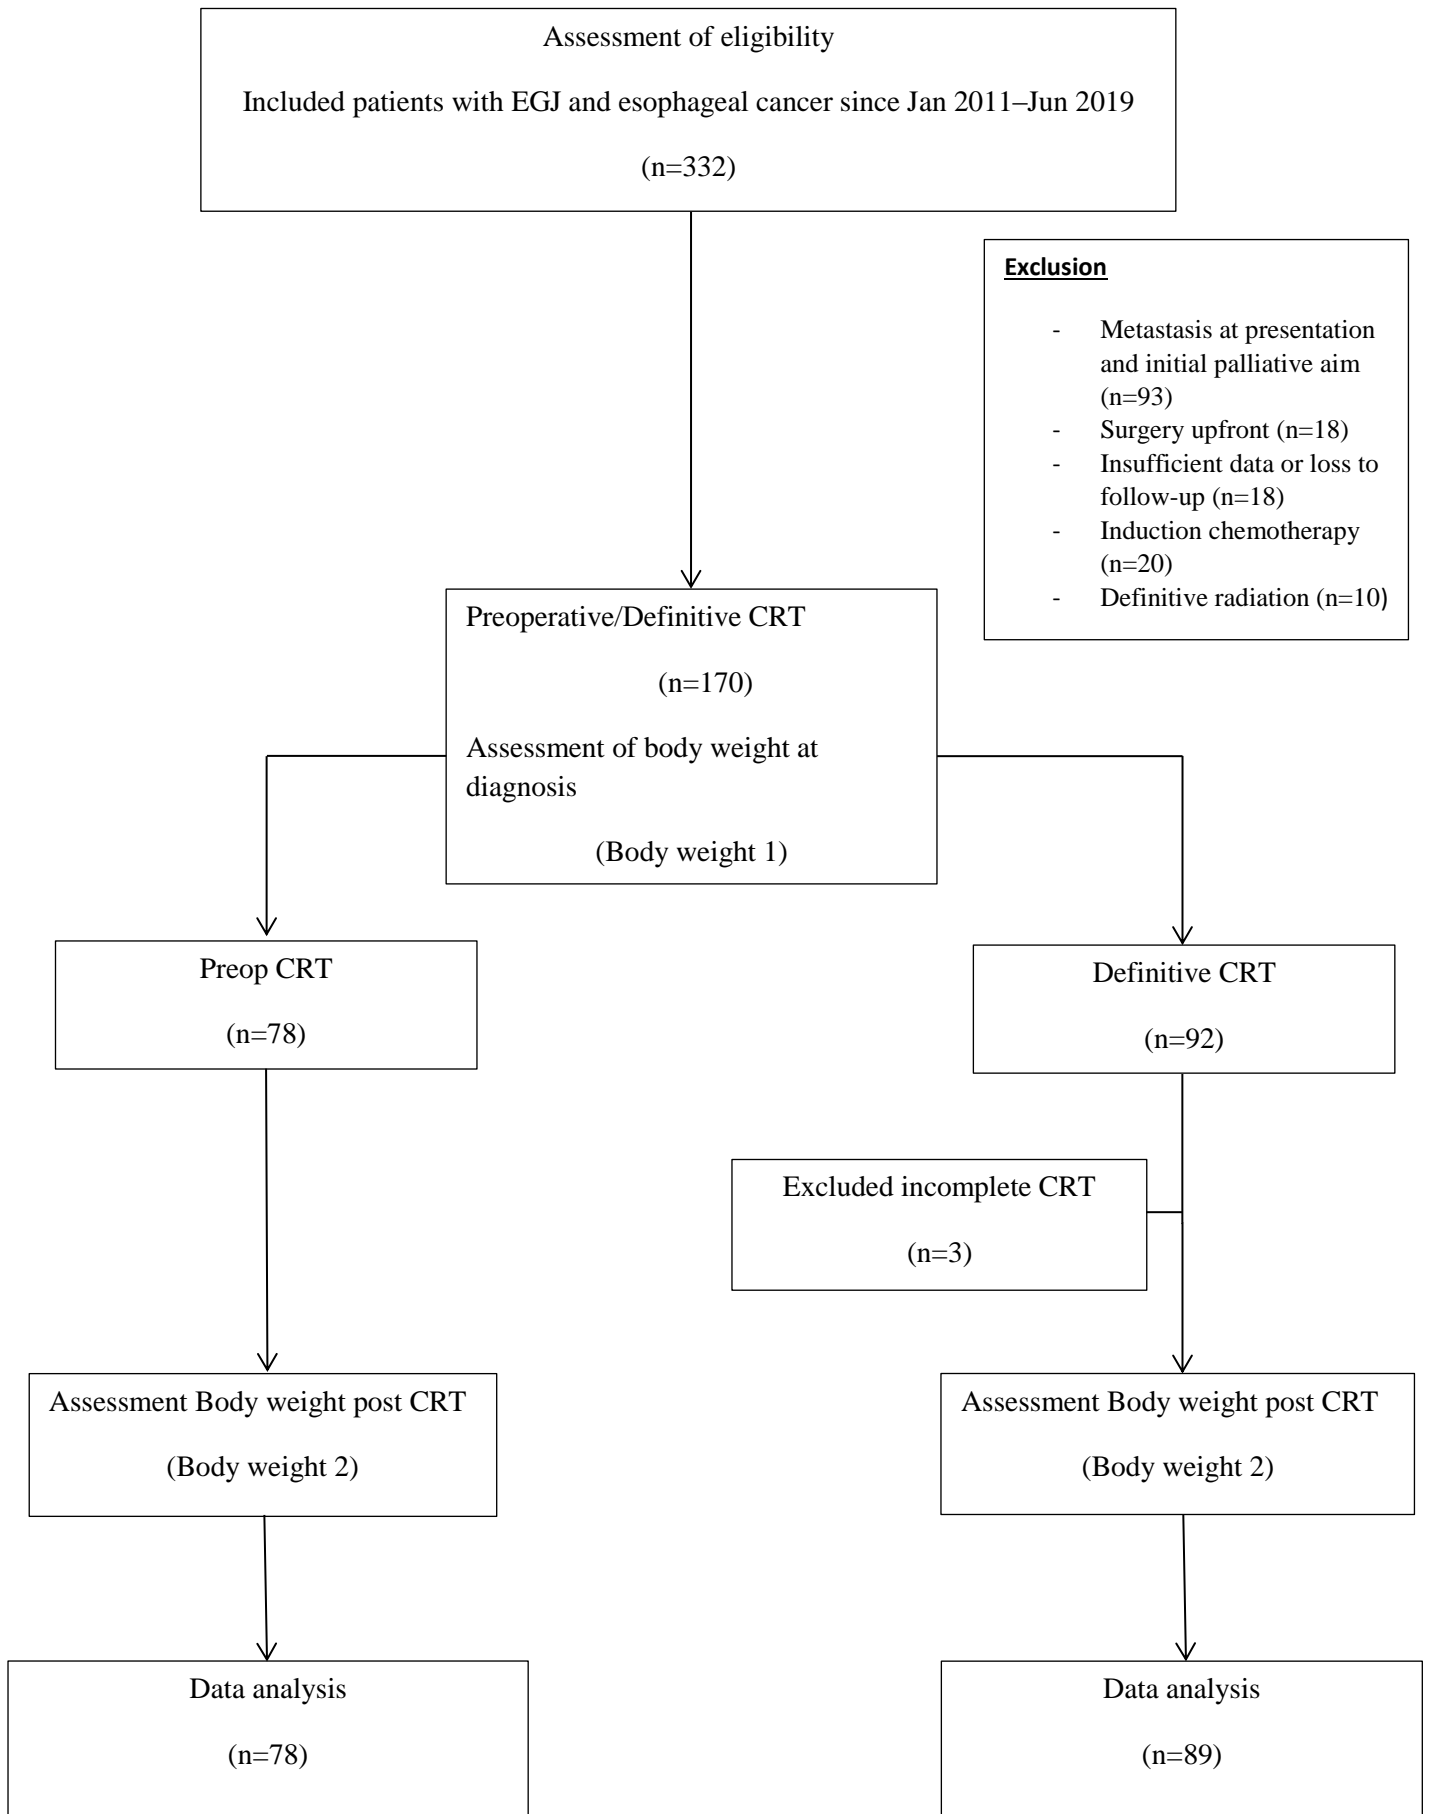 Assessment of eligibility
Included patients with EGJ and esophageal cancer since Jan 2011–Jun 2019
(n=332)
Exclusion
- Metastasis at presentation
and initial palliative aim
(n=93)
- Surgery upfront (n=18)
- Insufficient data or loss to
follow-up (n=18)
- Induction chemotherapy
(n=20)
- Definitive radiation (n=10)
Preoperative/Definitive CRT
(n=170)
Assessment of body weight at
diagnosis
(Body weight 1)
Preop CRT
(n=78)
Definitive CRT
(n=92)
Excluded incomplete CRT
(n=3)
Assessment Body weight post CRT
(Body weight 2)
Assessment Body weight post CRT
(Body weight 2)
Data analysis
(n=78)
Data analysis
(n=89)